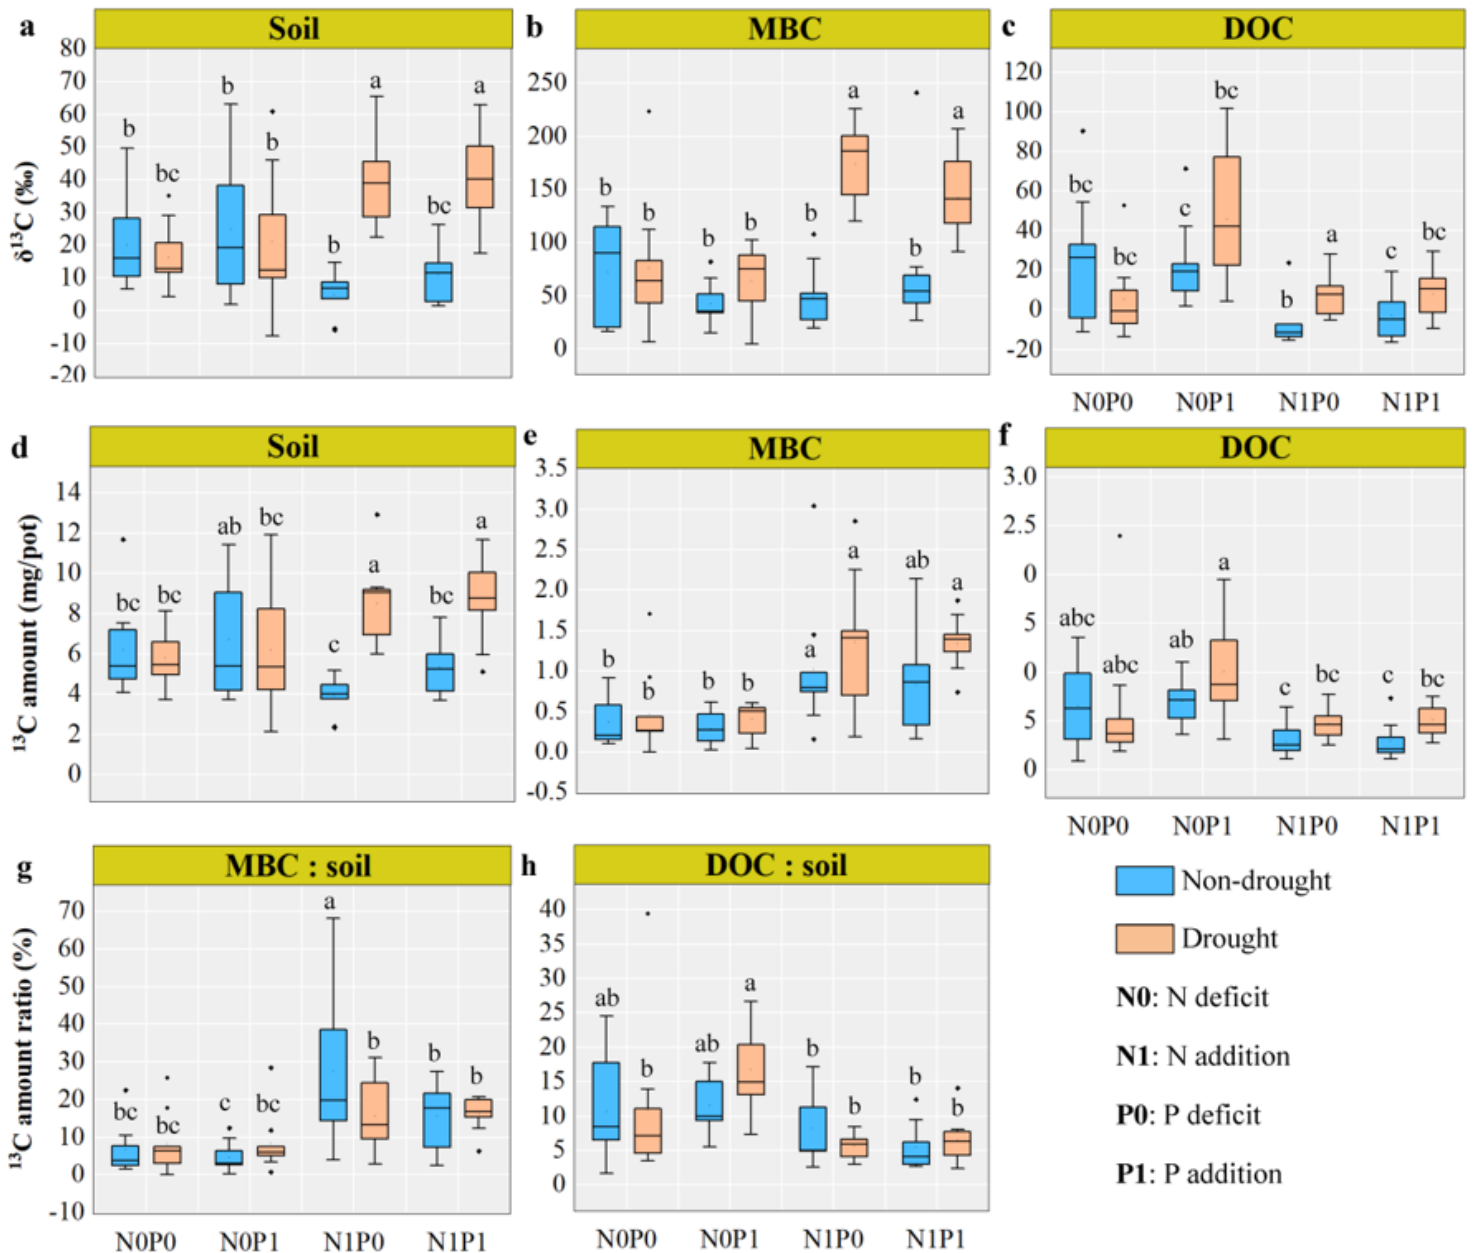 a Soil b MBC c DOC
δ¹³C (‰)
80
70
60
50
40
30
20
10
0
-10
-20
b bc b b b a bc a
250
200
150
100
50
0
b b b b b a b a
120
100
80
60
40
20
0
-20
bc bc c bc b a c bc
N0P0 N0P1 N1P0 N1P1
d Soil e MBC f DOC
¹³C amount (mg/pot)
14
12
10
8
6
4
2
0
bc bc ab bc c a bc a
3.5
3.0
2.5
2.0
1.5
1.0
0.5
0.0
-0.5
b b b b a a ab a
3.0
2.5
0
5
0
5
0
abc abc ab a c bc c bc
N0P0 N0P1 N1P0 N1P1
g MBC : soil h DOC : soil
¹³C amount ratio (%)
70
60
50
40
30
20
10
0
-10
bc bc c bc a b b b
N0P0 N0P1 N1P0 N1P1
40
35
30
25
20
15
10
5
0
ab b ab a b b b b
N0P0 N0P1 N1P0 N1P1
Non-drought
Drought
N0: N deficit
N1: N addition
P0: P deficit
P1: P addition